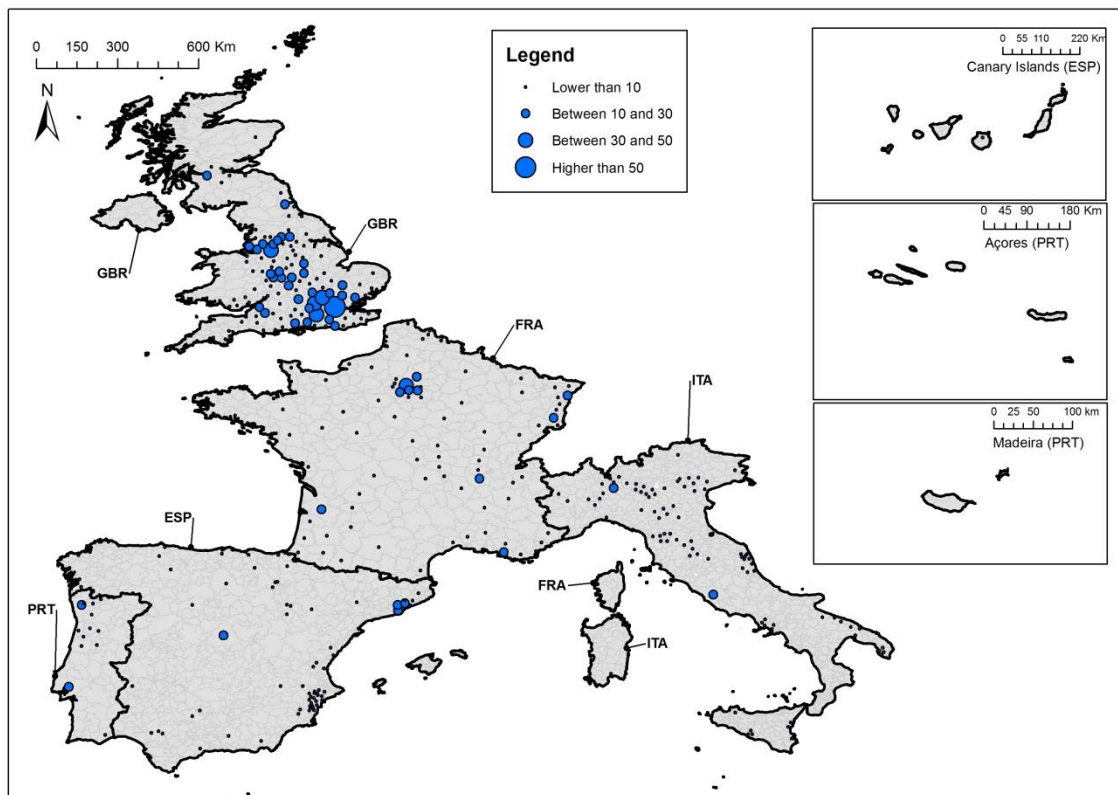 0 150 300 600 Km
N
Legend
Lower than 10
Between 10 and 30
Between 30 and 50
Higher than 50
0 55 110 220 Km
Canary Islands (ESP)
0 45 90 180 Km
Açores (PRT)
0 25 50 100 Km
Madeira (PRT)
GBR
GBR
FRA
ITA
ESP
FRA
PRT
ITA